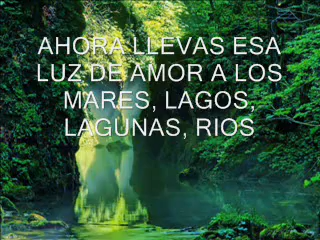 AHORA LLEVAS ESA
LUZ DE AMOR A LOS
MARES, LAGOS,
LAGUNAS, RIOS